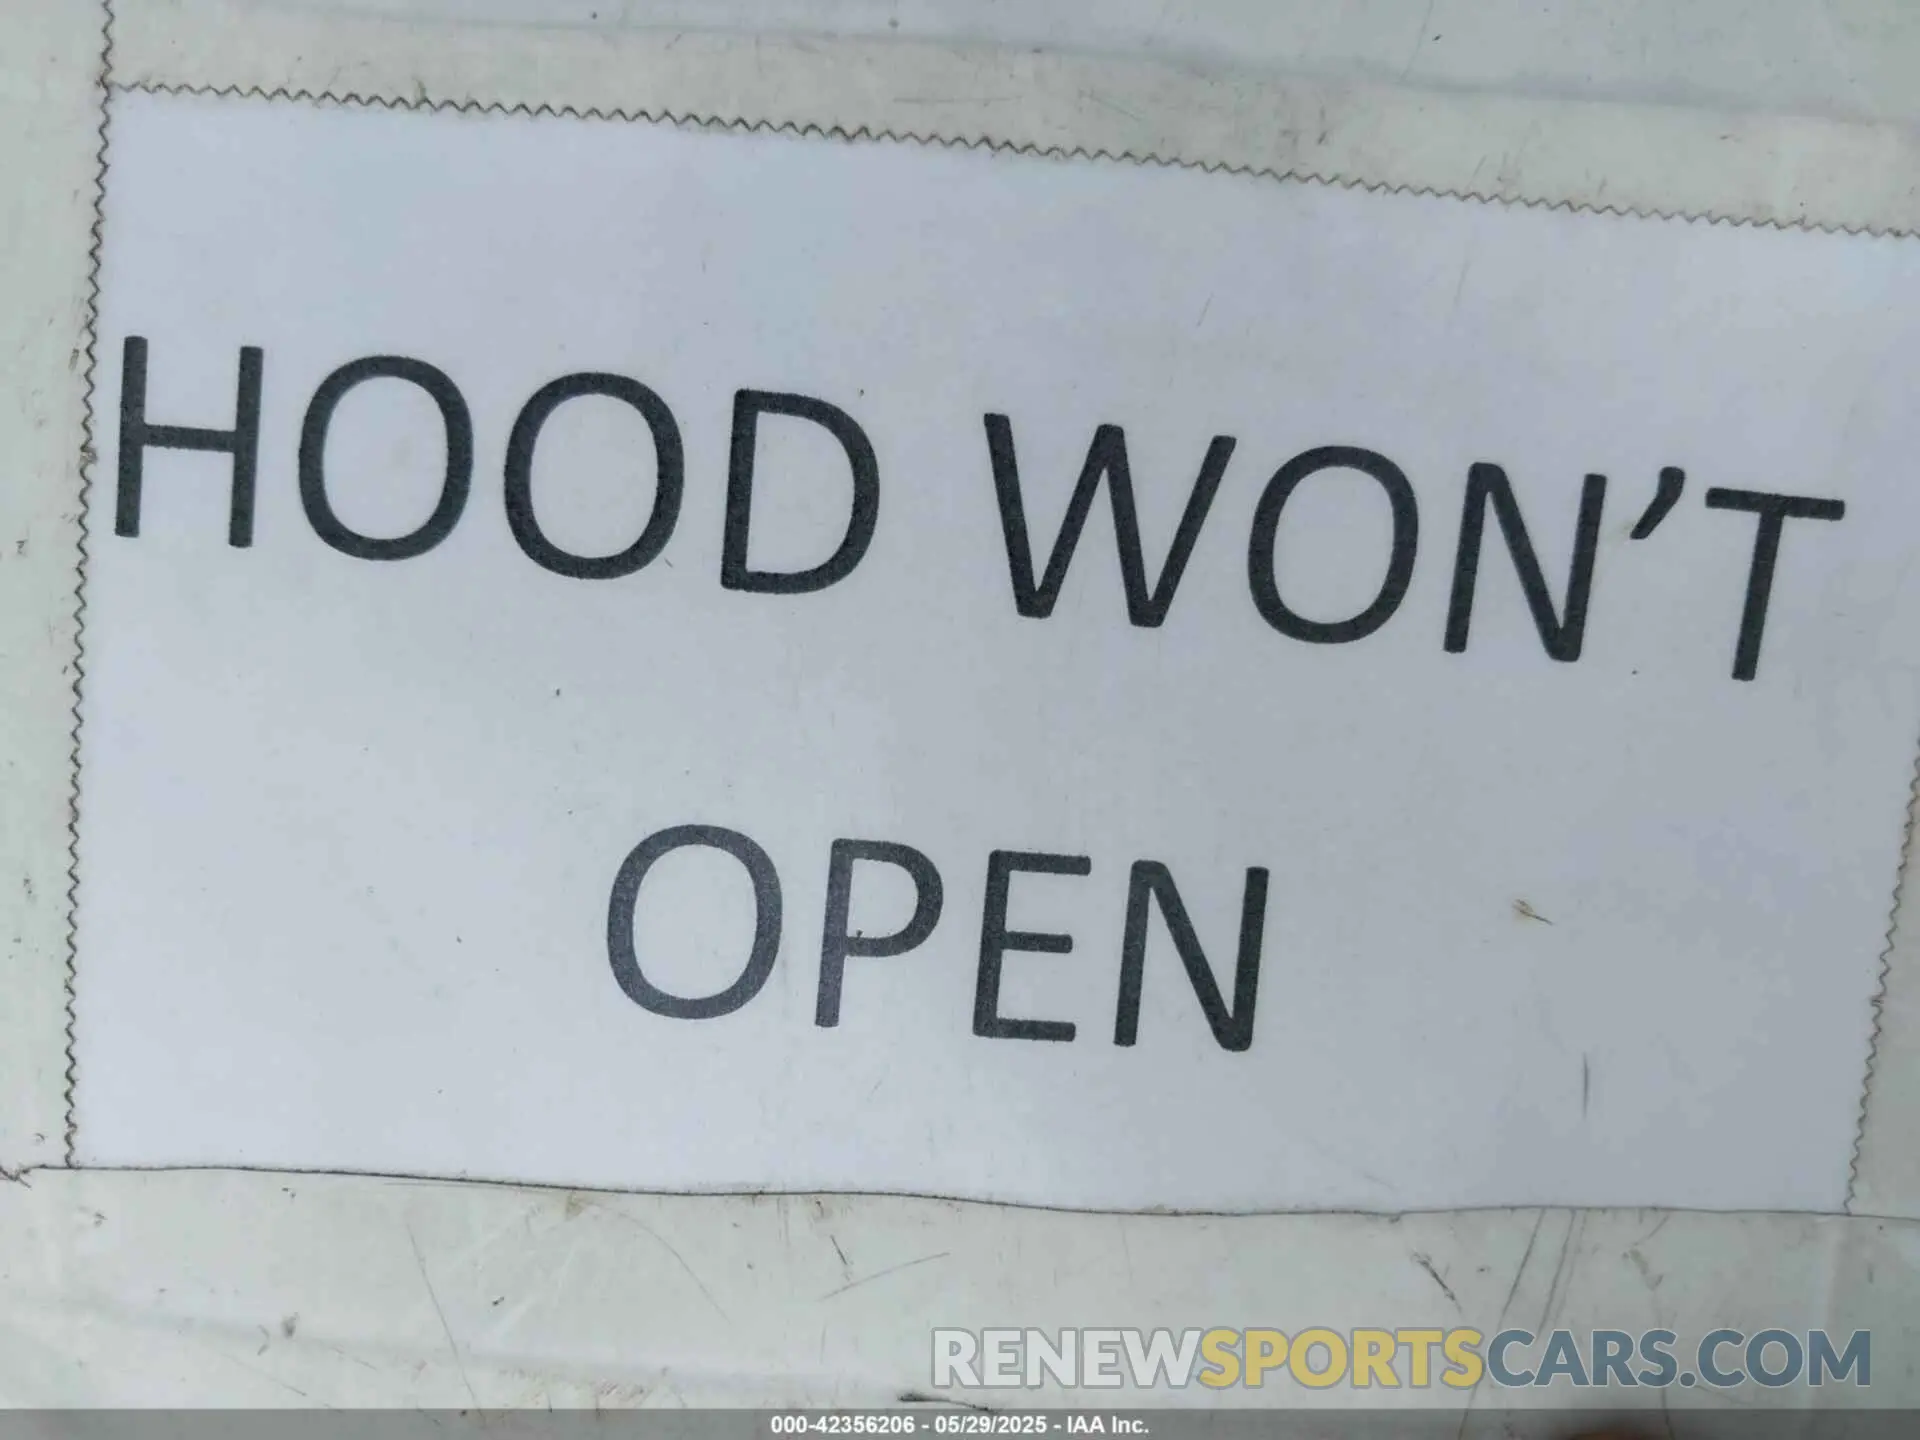 HOOD WON'T
OPEN
RENEWSPORTSCARS.COM
000-42356206 - 05/29/2025 - IAA Inc.